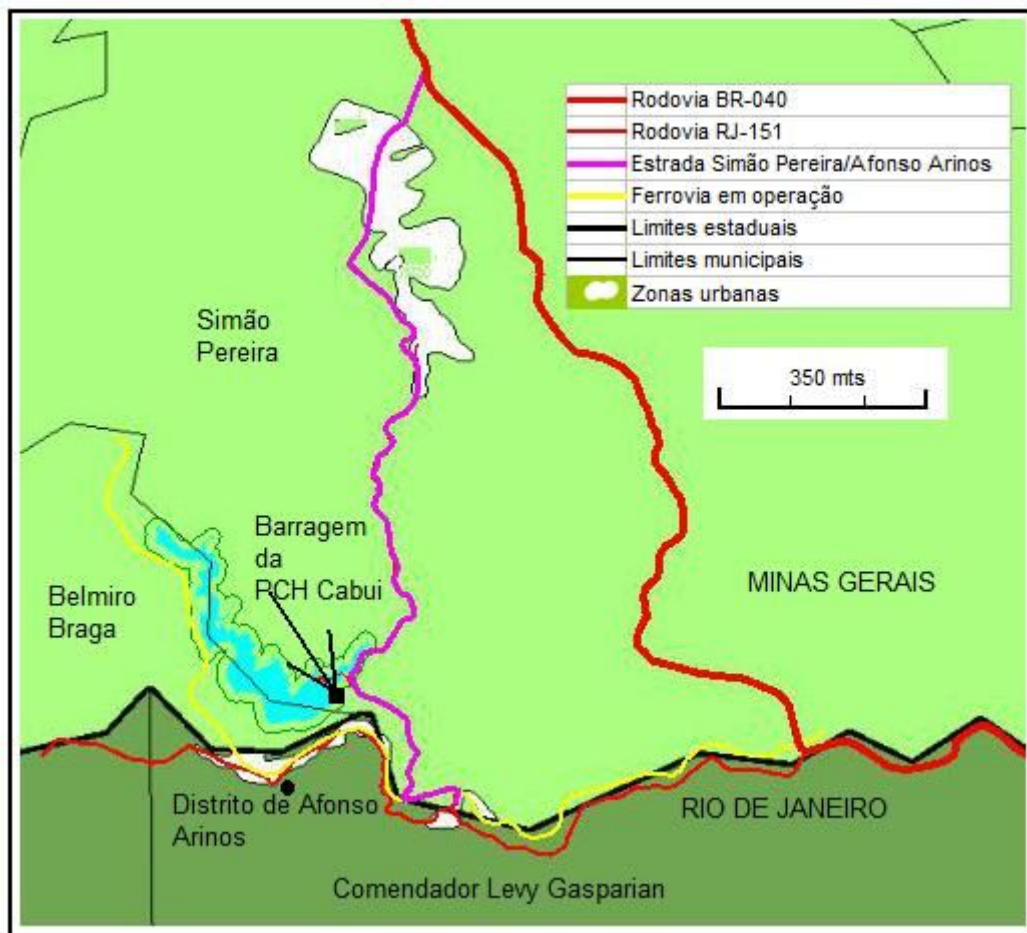 Rodovia BR-040
Rodovia RJ-151
Estrada Simão Pereira/Afonso Arinos
Ferrovia em operação
Limites estaduais
Limites municipais
Zonas urbanas
350 mts
Simão
Pereira
Barragem
da
PCH Cabui
Belmiro
Braga
MINAS GERAIS
Distrito de Afonso
Arinos
RIO DE JANEIRO
Comendador Levy Gasparian